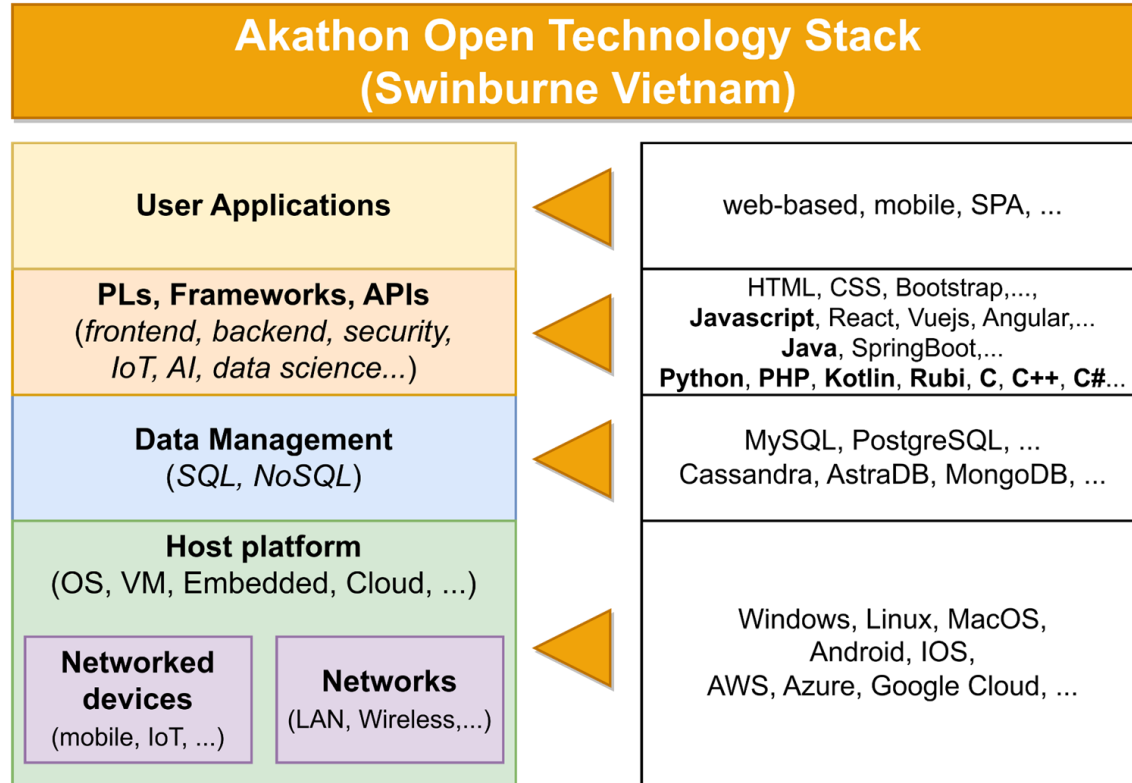 Akathon Open Technology Stack
(Swinburne Vietnam)
User Applications
web-based, mobile, SPA, ...
PLs, Frameworks, APIs
(frontend, backend, security,
IoT, AI, data science...)
HTML, CSS, Bootstrap,...,
Javascript, React, Vuejs, Angular,...
Java, SpringBoot,...
Python, PHP, Kotlin, Rubi, C, C++, C#...
Data Management
(SQL, NoSQL)
MySQL, PostgreSQL, ...
Cassandra, AstraDB, MongoDB, ...
Host platform
(OS, VM, Embedded, Cloud, ...)
Networked
devices
(mobile, IoT, ...)
Networks
(LAN, Wireless,...)
Windows, Linux, MacOS,
Android, IOS,
AWS, Azure, Google Cloud, ...